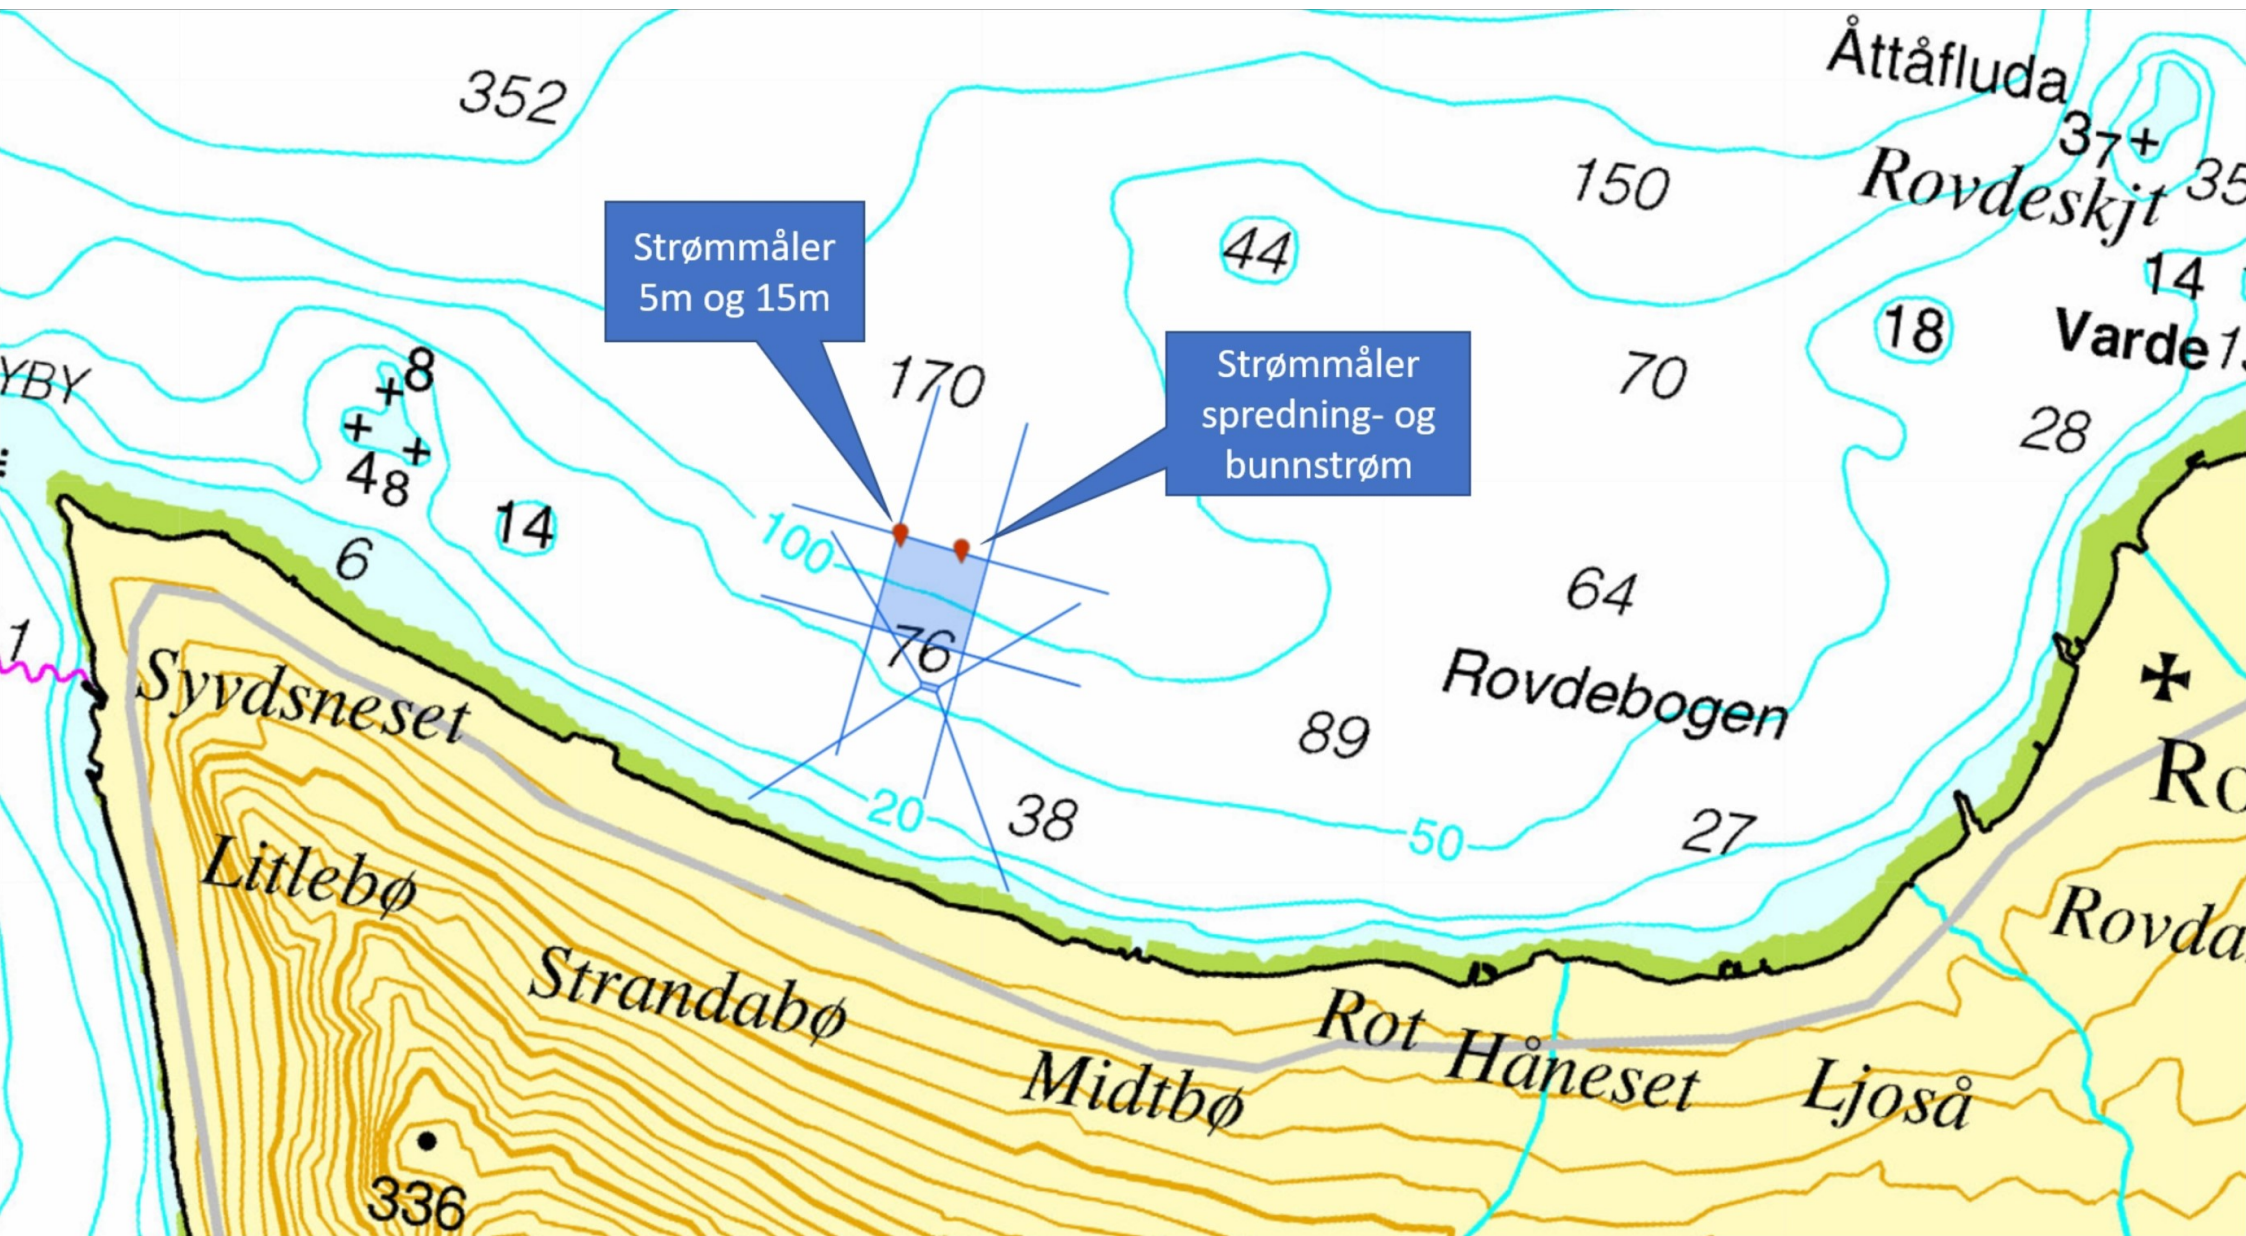 352
Åttåfluda
37
35
Rovdeskjt
150
Strømmåler
5m og 15m
44
14
18
Varde
170
Strømmåler
spredning- og
bunnstrøm
70
28
YBY
8
48
14
6
100
64
76
1
Syvdsneset
Rovdebogen
89
Ro
20
38
50
27
Litlebø
Rovda
Strandabø
Rot
Håneset
Ljoså
Midtbø
336